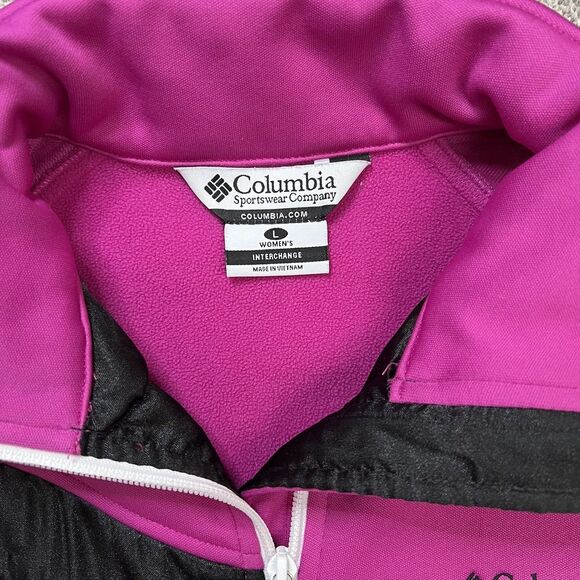 Columbia
Sportswear Company
COLUMBIA.COM
L
WOMEN'S
INTERCHANGE
MADE IN VIETNAM